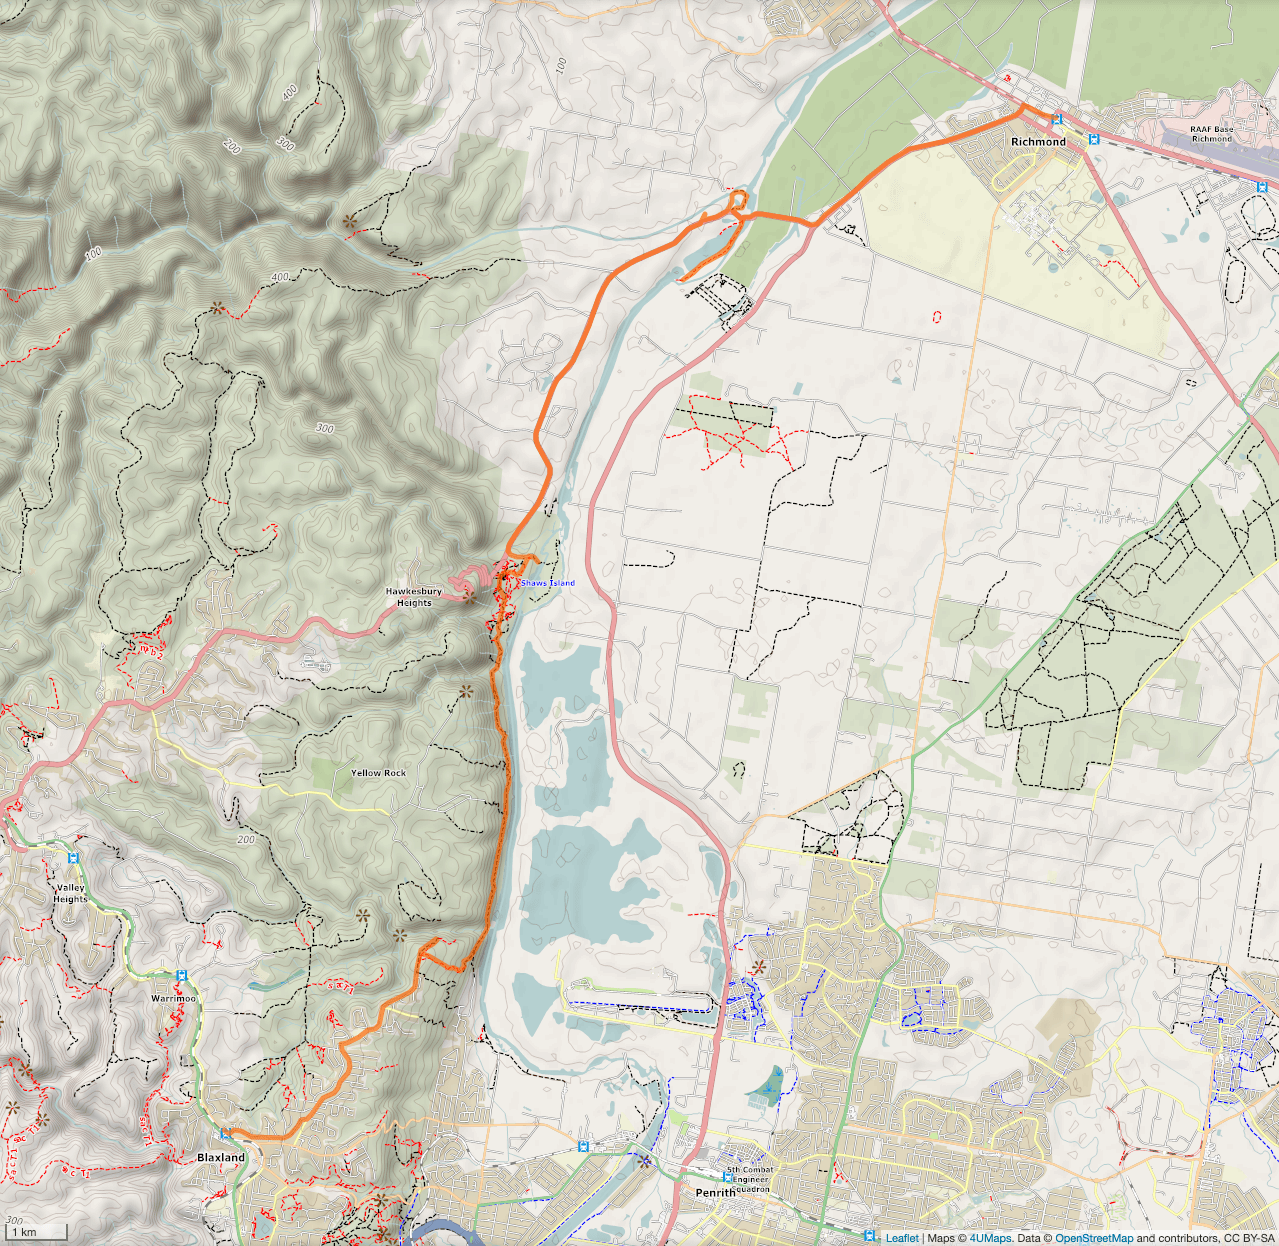 100
400
200
300
RAAF Base
Richmond
Richmond
100
400
300
Shaws Island
Hawkesbury
Heights
Yellow Rock
200
Valley
Heights
Warrimoo
Blaxland
5th Combat
Engineer
Squadron
Penrith
300
1 km
Leaflet | Maps © 4UMaps. Data © OpenStreetMap and contributors, CC BY-SA